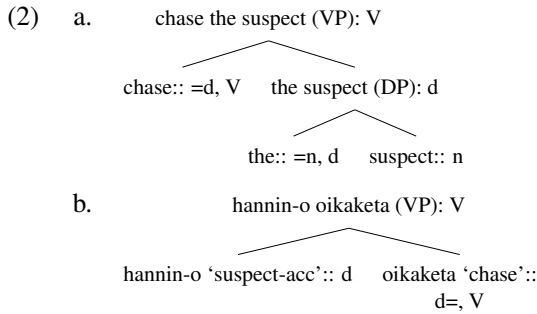 (2) a. chase the suspect (VP): V
chase:: =d, V the suspect (DP): d
the:: =n, d suspect:: n
b. hannin-o oikaketa (VP): V
hannin-o ‘suspect-acc’:: d oikaketa ‘chase’::
d=, V